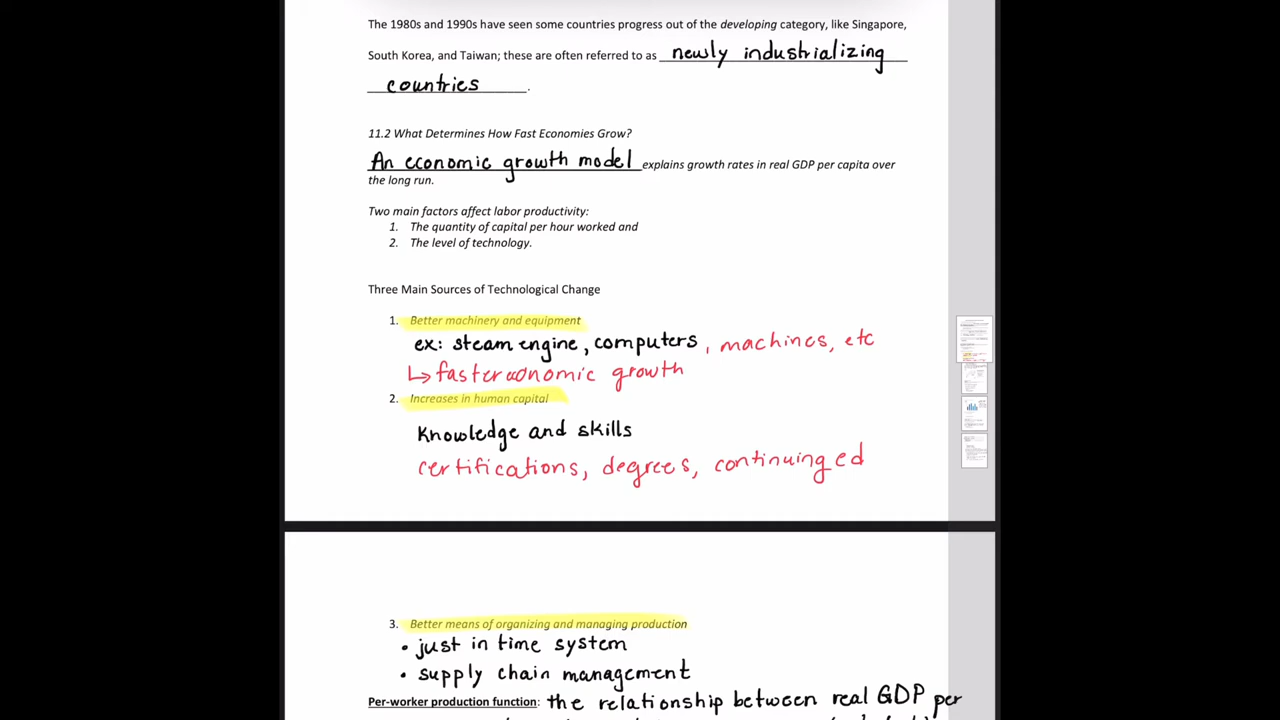 The 1980s and 1990s have seen some countries progress out of the developing category, like Singapore,
South Korea, and Taiwan; these are often referred to as newly industrializing
countries.
11.2 What Determines How Fast Economies Grow?
An economic growth model explains growth rates in real GDP per capita over
the long run.
Two main factors affect labor productivity:
1. The quantity of capital per hour worked and
2. The level of technology.
Three Main Sources of Technological Change
1. Better machinery and equipment
ex: steam engine, computers, machines, etc
↳ faster economic growth
2. Increases in human capital
Knowledge and skills
certifications, degrees, continuing ed
3. Better means of organizing and managing production
• just in time system
• supply chain management
Per-worker production function: the relationship between real GDP per